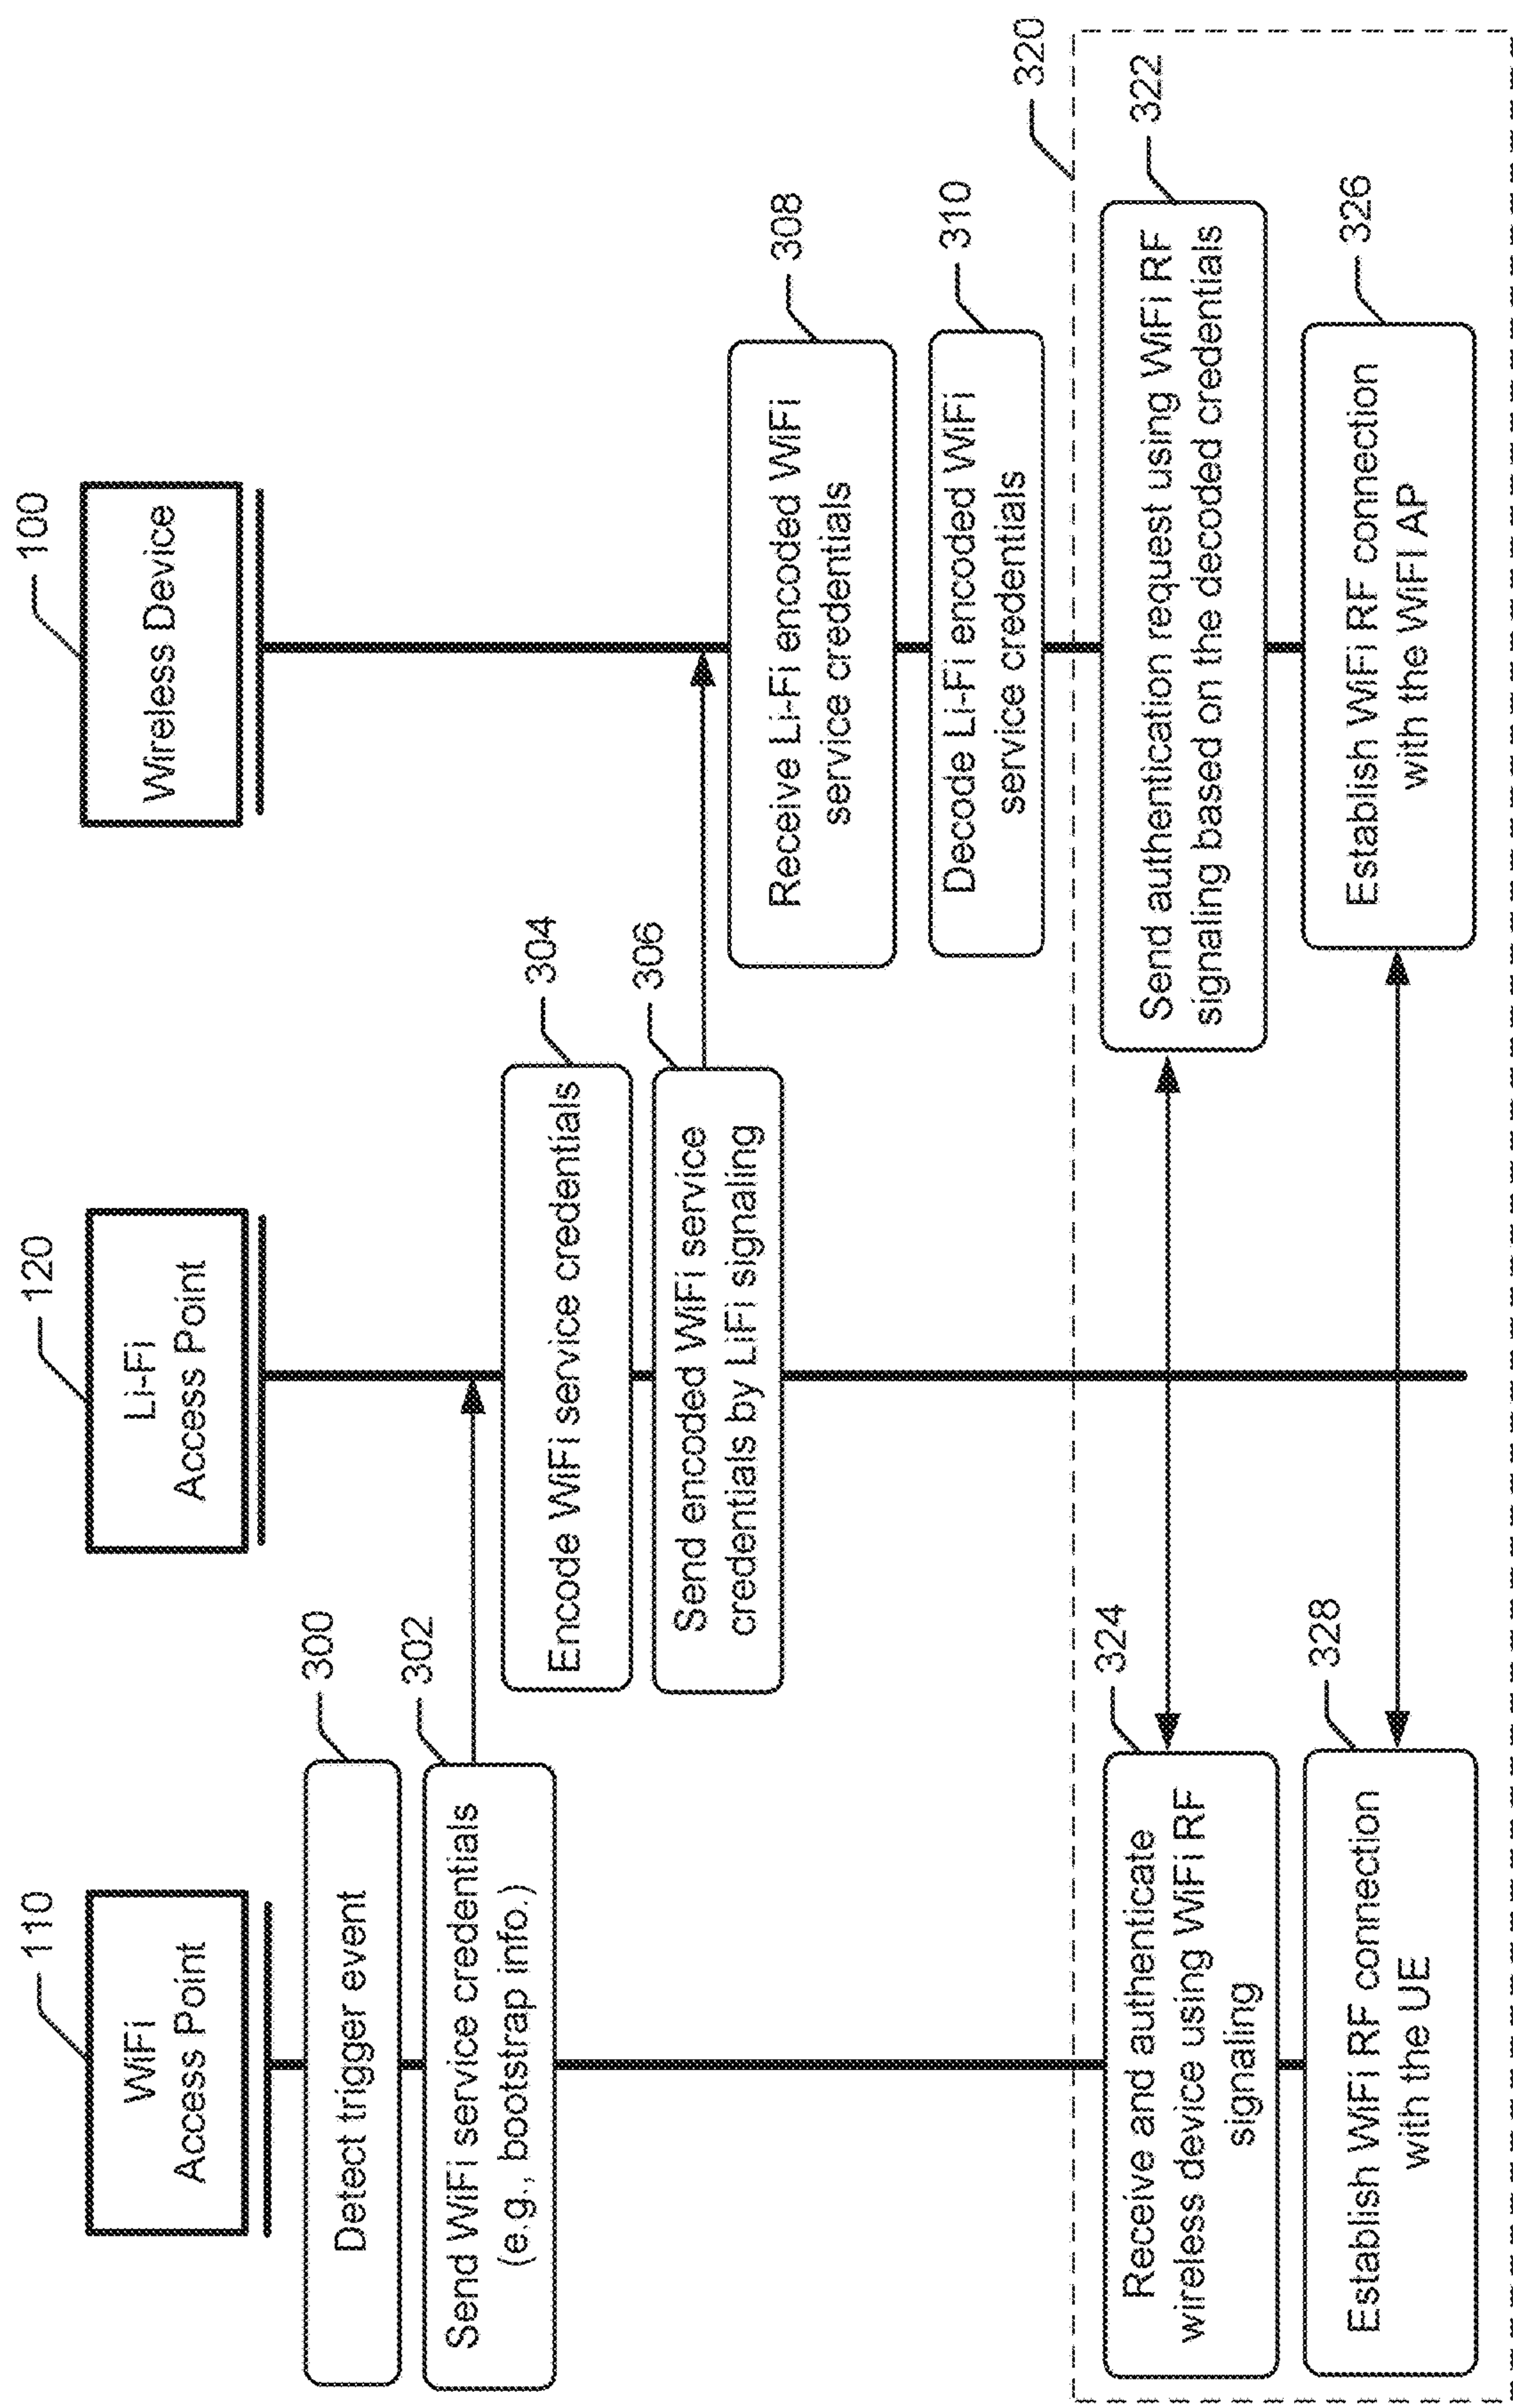 110
WiFi
Access Point
120
Li-Fi
Access Point
100
Wireless Device
300
Detect trigger event
302
Send WiFi service credentials
(e.g., bootstrap info.)
304
Encode WiFi service credentials
306
Send encoded WiFi service
credentials by LiFi signaling
308
Receive Li-Fi encoded WiFi
service credentials
310
Decode Li-Fi encoded WiFi
service credentials
320
322
Send authentication request using WiFi RF
signaling based on the decoded credentials
324
Receive and authenticate
wireless device using WiFi RF
signaling
326
Establish WiFi RF connection
with the WiFI AP
328
Establish WiFi RF connection
with the UE